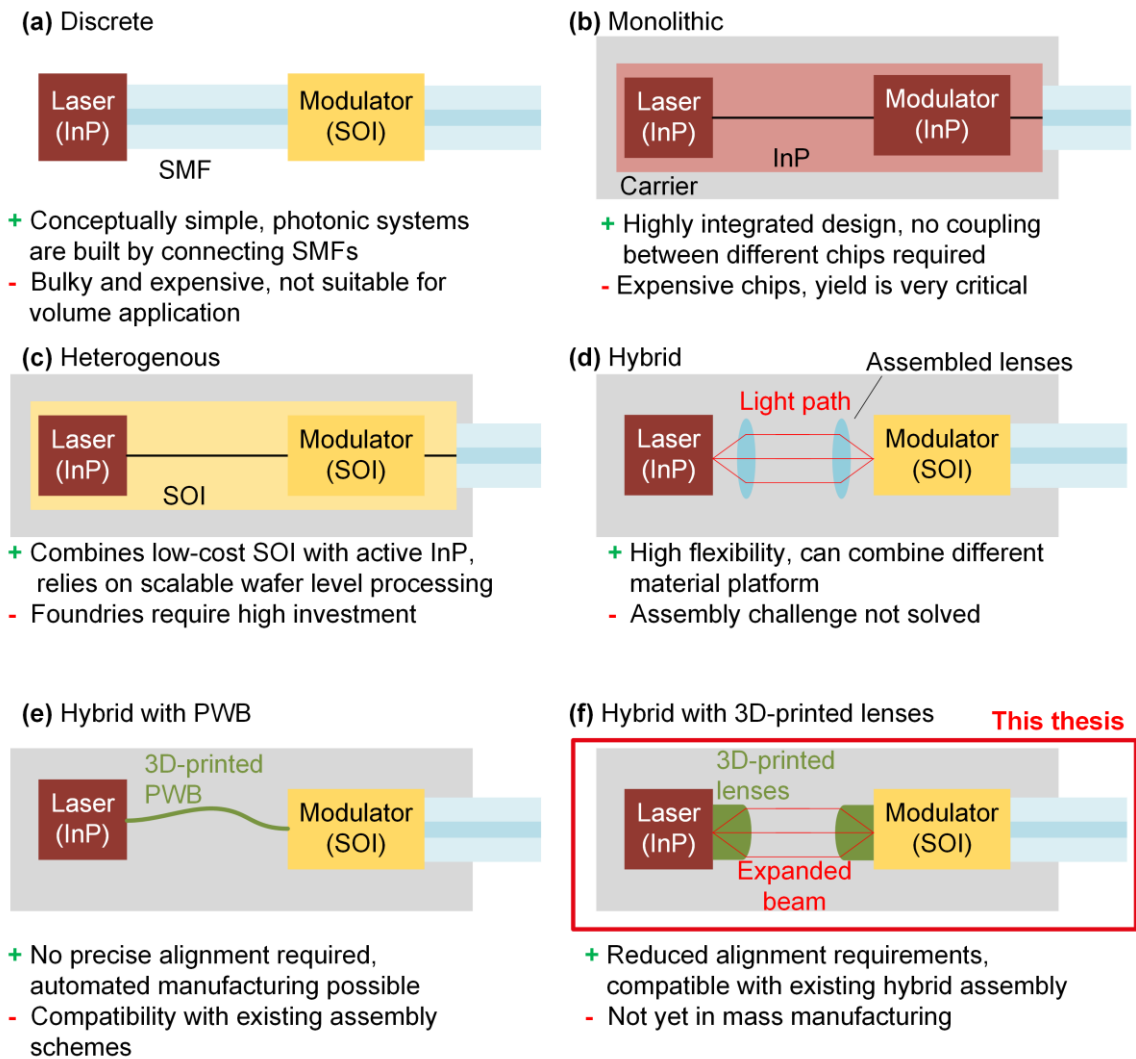 (a) Discrete
Laser
(InP)
Modulator
(SOI)
SMF
+ Conceptually simple, photonic systems
are built by connecting SMFs
- Bulky and expensive, not suitable for
volume application
(b) Monolithic
Laser
(InP)
Modulator
(InP)
InP
Carrier
+ Highly integrated design, no coupling
between different chips required
- Expensive chips, yield is very critical
(c) Heterogenous
Laser
(InP)
Modulator
(SOI)
SOI
+ Combines low-cost SOI with active InP,
relies on scalable wafer level processing
- Foundries require high investment
(d) Hybrid
Assembled lenses
Light path
Laser
(InP)
Modulator
(SOI)
+ High flexibility, can combine different
material platform
- Assembly challenge not solved
(e) Hybrid with PWB
3D-printed
PWB
Laser
(InP)
Modulator
(SOI)
+ No precise alignment required,
automated manufacturing possible
- Compatibility with existing assembly
schemes
(f) Hybrid with 3D-printed lenses
This thesis
3D-printed
lenses
Laser
(InP)
Modulator
(SOI)
Expanded
beam
+ Reduced alignment requirements,
compatible with existing hybrid assembly
- Not yet in mass manufacturing